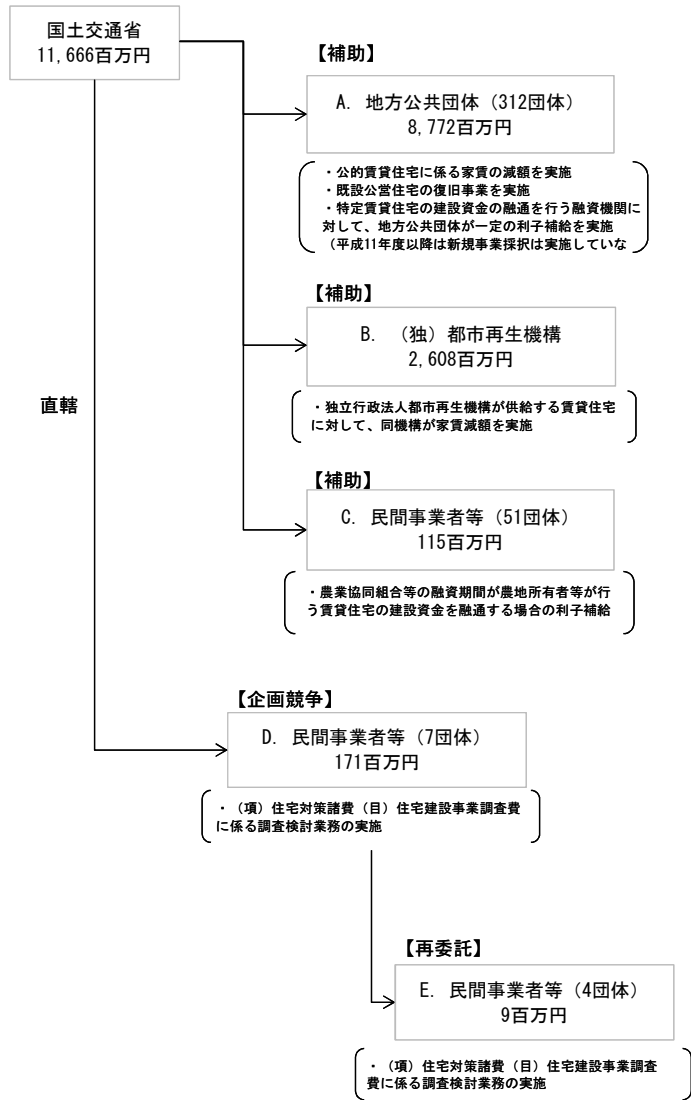 国土交通省
11,666百万円
【補助】
A. 地方公共団体（312団体）
8,772百万円
・公的賃貸住宅に係る家賃の減額を実施
・既設公営住宅の復旧事業を実施
・特定賃貸住宅の建設資金の融通を行う融資機関に
対して、地方公共団体が一定の利子補給を実施
（平成11年度以降は新規事業採択は実施していな
【補助】
B. （独）都市再生機構
2,608百万円
・独立行政法人都市再生機構が供給する賃貸住宅
に対して、同機構が家賃減額を実施
直轄
【補助】
C. 民間事業者等（51団体）
115百万円
・農業協同組合等の融資期間が農地所有者等が行
う賃貸住宅の建設資金を融通する場合の利子補給
【企画競争】
D. 民間事業者等（7団体）
171百万円
・（項）住宅対策諸費（目）住宅建設事業調査費
に係る調査検討業務の実施
【再委託】
E. 民間事業者等（4団体）
9百万円
・（項）住宅対策諸費（目）住宅建設事業調査
費に係る調査検討業務の実施